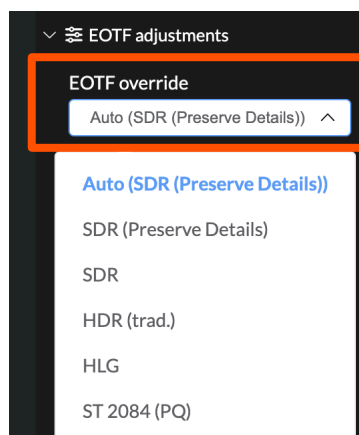 EOTF adjustments
EOTF override
Auto (SDR (Preserve Details))
Auto (SDR (Preserve Details))
SDR (Preserve Details)
SDR
HDR (trad.)
HLG
ST 2084 (PQ)